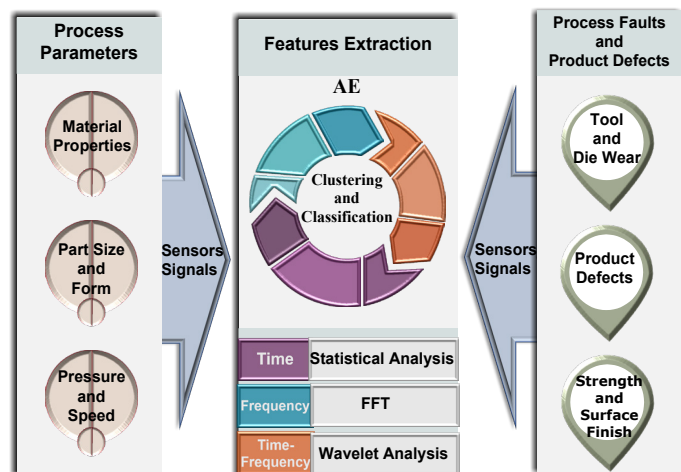 Process
Parameters
Material
Properties
Part Size
and
Form
Pressure
and
Speed
Sensors
Signals
Features Extraction
AE
Clustering
and
Classification
Time Statistical Analysis
Frequency FFT
Time-
Frequency Wavelet Analysis
Sensors
Signals
Process Faults
and
Product Defects
Tool
and
Die Wear
Product
Defects
Strength
and
Surface
Finish